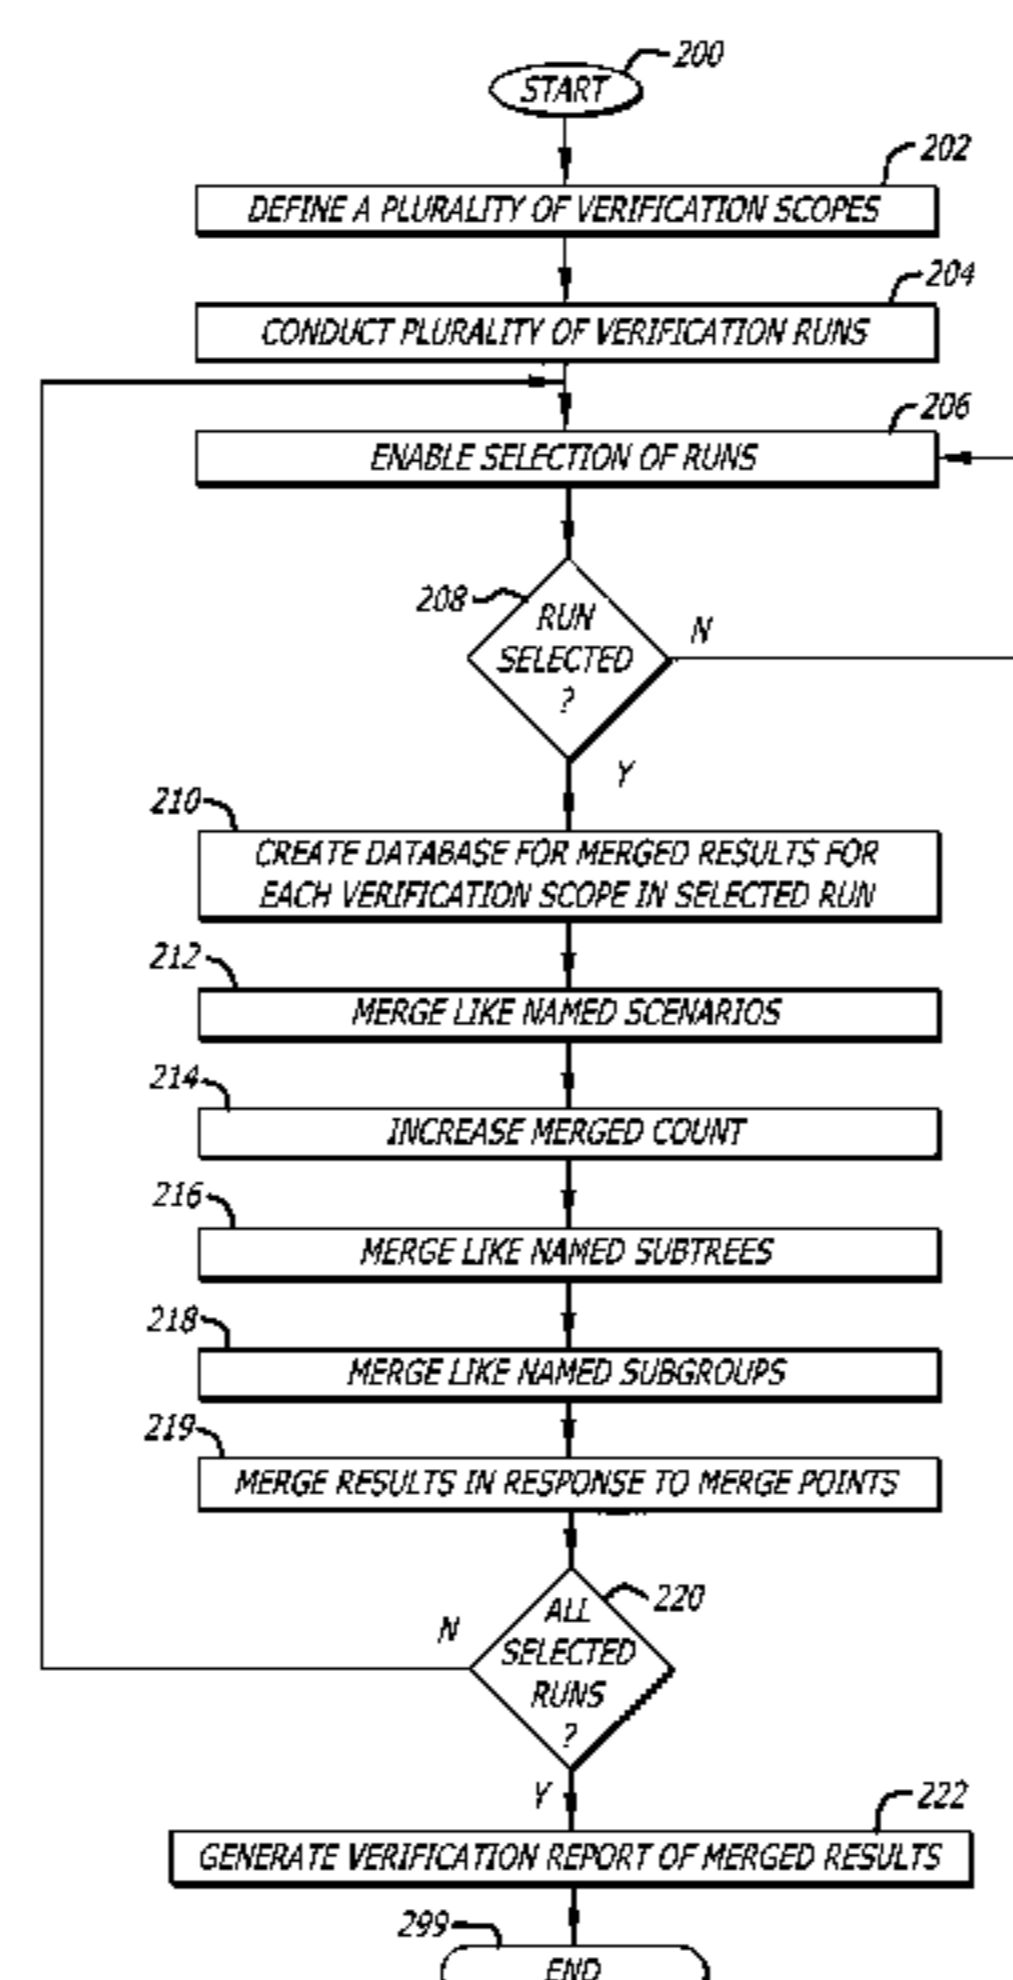 200
START
202
DEFINE A PLURALITY OF VERIFICATION SCOPES
204
CONDUCT PLURALITY OF VERIFICATION RUNS
206
ENABLE SELECTION OF RUNS
208
RUN
SELECTED
?
N
Y
210
CREATE DATABASE FOR MERGED RESULTS FOR
EACH VERIFICATION SCOPE IN SELECTED RUN
212
MERGE LIKE NAMED SCENARIOS
214
INCREASE MERGED COUNT
216
MERGE LIKE NAMED SUBTREES
218
MERGE LIKE NAMED SUBGROUPS
219
MERGE RESULTS IN RESPONSE TO MERGE POINTS
220
ALL
SELECTED
RUNS
?
N
Y
222
GENERATE VERIFICATION REPORT OF MERGED RESULTS
299
END